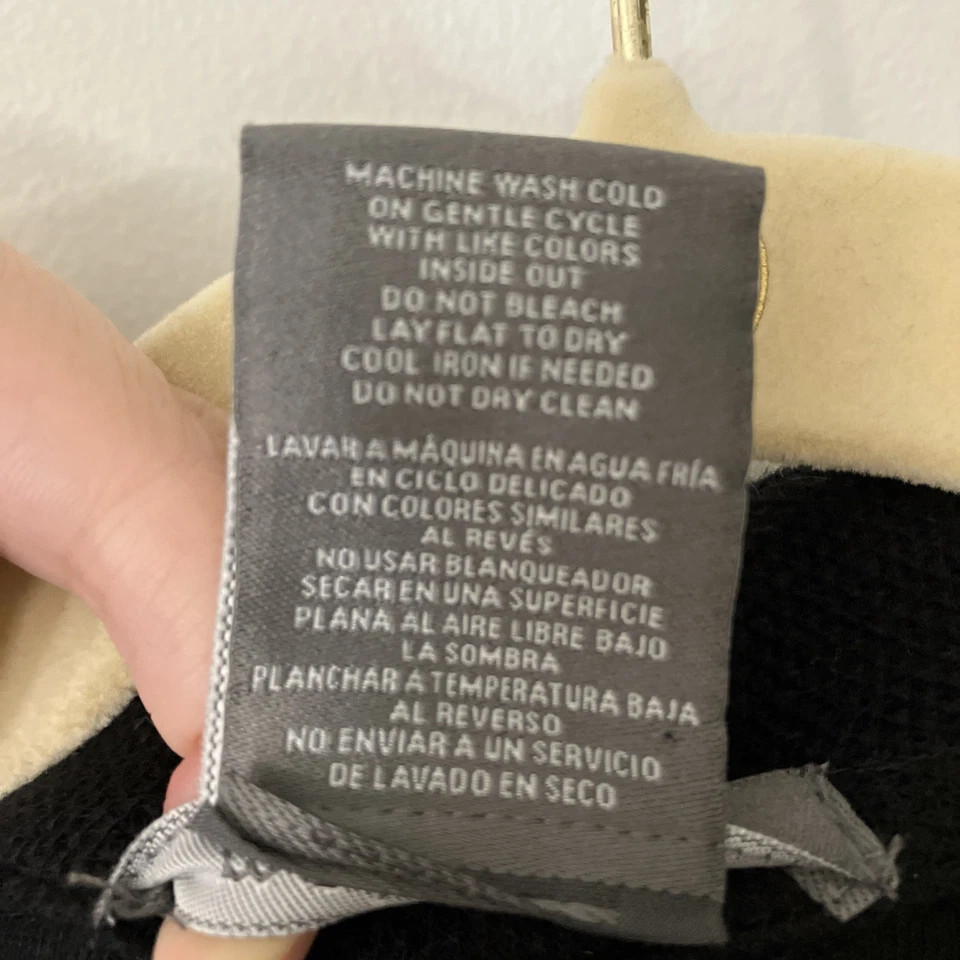 MACHINE WASH COLD
ON GENTLE CYCLE
WITH LIKE COLORS
INSIDE OUT
DO NOT BLEACH
LAY FLAT TO DRY
COOL IRON IF NEEDED
DO NOT DRY CLEAN
LAVAR A MÁQUINA EN AGUA FRÍA
EN CICLO DELICADO
CON COLORES SIMILARES
AL REVÉS
NO USAR BLANQUEADOR
SECAR EN UNA SUPERFICIE
PLANA AL AIRE LIBRE BAJO
LA SOMBRA
PLANCHAR A TEMPERATURA BAJA
AL REVERSO
NO ENVIAR A UN SERVICIO
DE LAVADO EN SECO